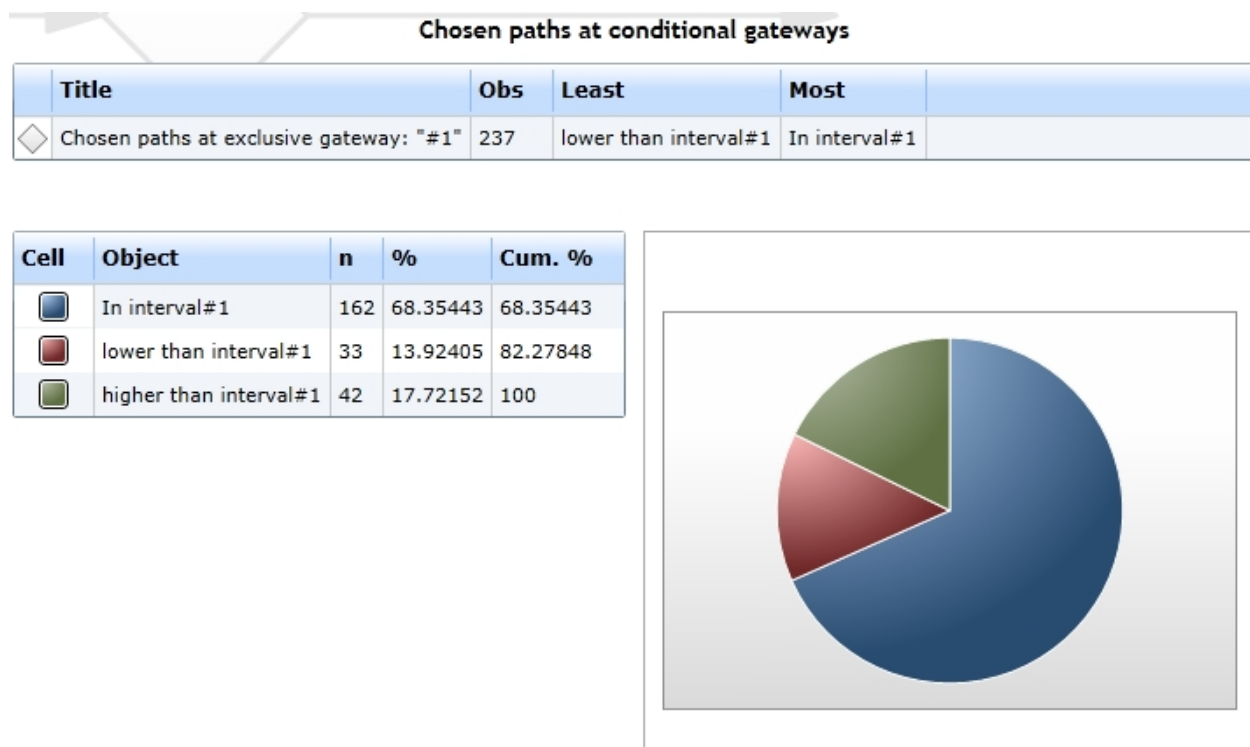 Chosen paths at conditional gateways
Title Obs Least Most
Chosen paths at exclusive gateway: "#1" 237 lower than interval#1 In interval#1
Cell Object n % Cum. %
In interval#1 162 68.35443 68.35443
lower than interval#1 33 13.92405 82.27848
higher than interval#1 42 17.72152 100